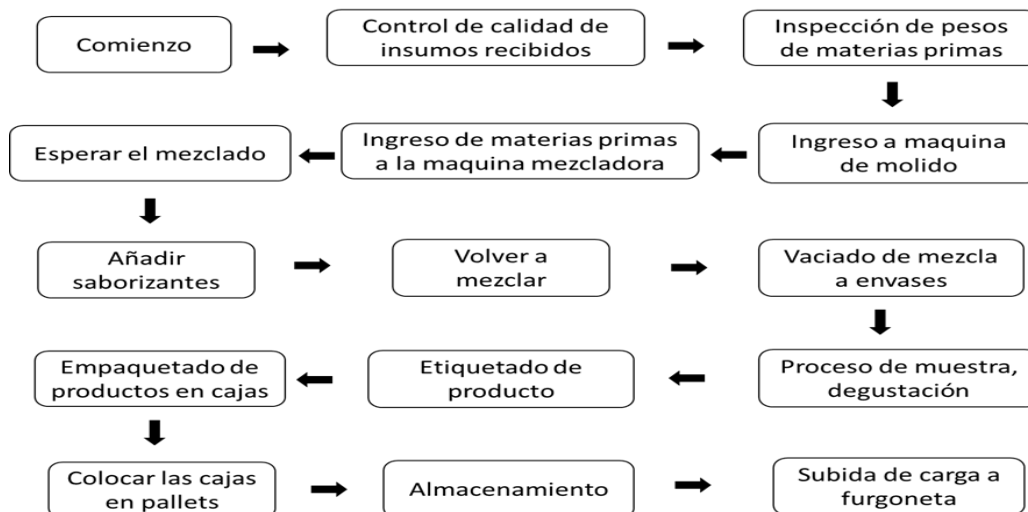 Comienzo
Control de calidad de
insumos recibidos
Inspección de pesos
de materias primas
Ingreso a maquina
de molido
Ingreso de materias primas
a la maquina mezcladora
Esperar el mezclado
Añadir
saborizantes
Volver a
mezclar
Vaciado de mezcla
a envases
Proceso de muestra,
degustación
Etiquetado de
producto
Empaquetado de
productos en cajas
Colocar las cajas
en pallets
Almacenamiento
Subida de carga a
furgoneta